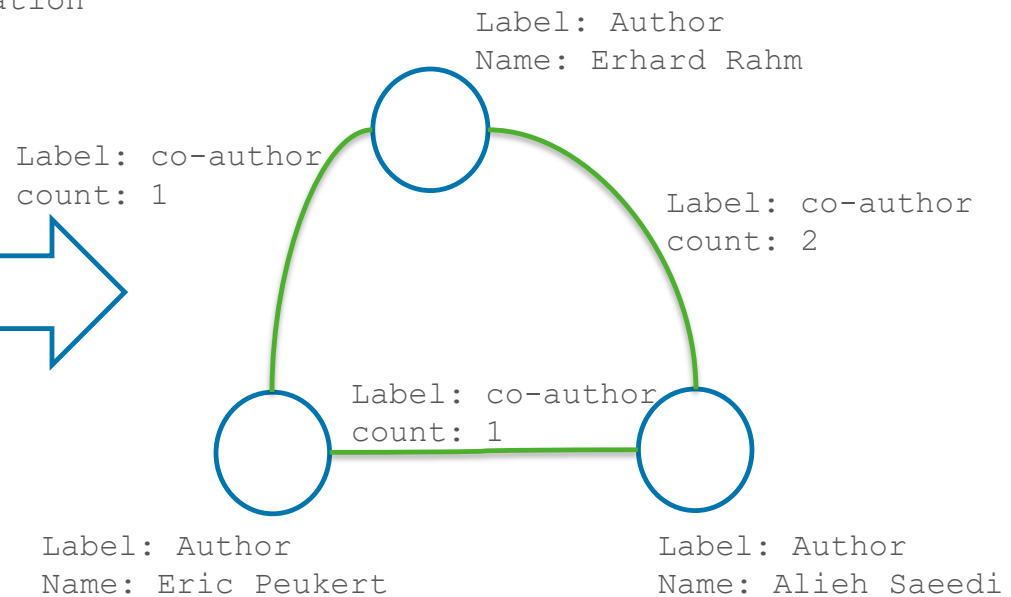 Label: Author
Name: Erhard Rahm
Label: co-author
count: 1
Label: co-author
count: 2
Label: co-author
count: 1
Label: Author
Name: Eric Peukert
Label: Author
Name: Alieh Saeedi